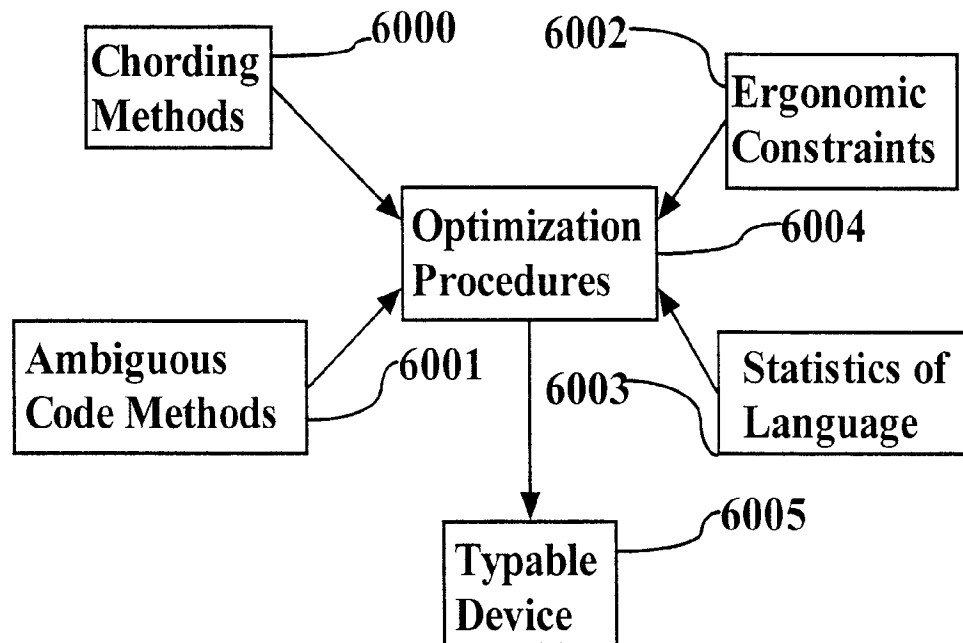 6000
Chording
Methods
6002
Ergonomic
Constraints
Optimization
Procedures
6004
Ambiguous
Code Methods
6001
6003
Statistics of
Language
6005
Typable
Device